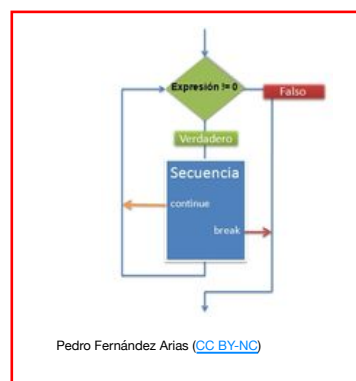 Expresión != 0
Falso
Verdadero
Secuencia
continue
break
Pedro Fernández Arias (CC BY-NC)